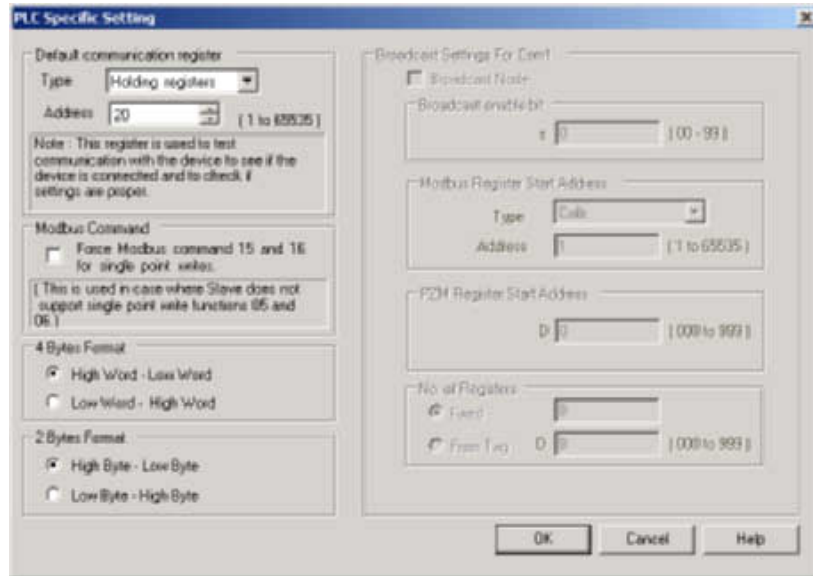 PLC Specific Setting
Default communication register
Type Holding registers
Address 20 ( 1 to 65535 )
Note : This register is used to test
communication with the device to see if the
device is connected and to check if
settings are proper.
Modbus Command
Force Modbus command 15 and 16
for single point writes.
( This is used in case where Slave does not
support single point write functions 05 and
06.)
4 Bytes Format
High Word - Low Word
Low Word - High Word
2 Bytes Format
High Byte - Low Byte
Low Byte - High Byte
Broadcast Settings For Com1
Broadcast Node
Broadcast enable bit
s 0 ( 00 - 99 )
Modbus Register Start Address
Type Coils
Address 1 ( 1 to 65535 )
PZM Register Start Address
D 0 ( 000 to 999 )
No. of Registers
Fixed 0
From Tag D 0 ( 000 to 999 )
OK Cancel Help